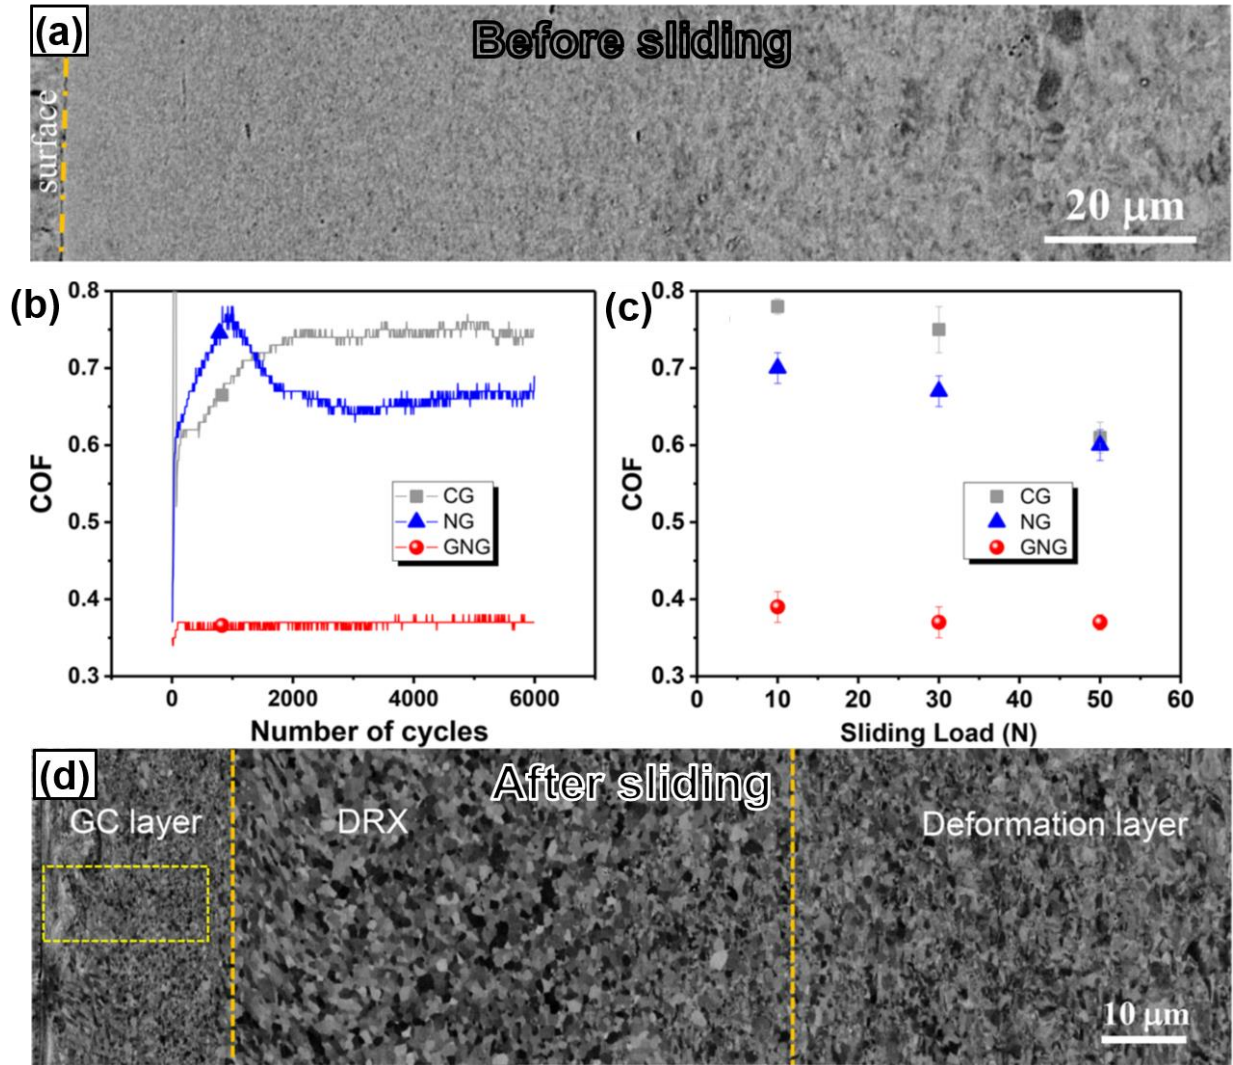 (a)
Before sliding
surface
20 μm
(b)
0.8
0.7
0.6
0.5
0.4
0.3
COF
CG
NG
GNG
0
2000
4000
6000
Number of cycles
(c)
0.8
0.7
0.6
0.5
0.4
0.3
COF
CG
NG
GNG
0
10
20
30
40
50
60
Sliding Load (N)
(d)
After sliding
GC layer
DRX
Deformation layer
10 μm